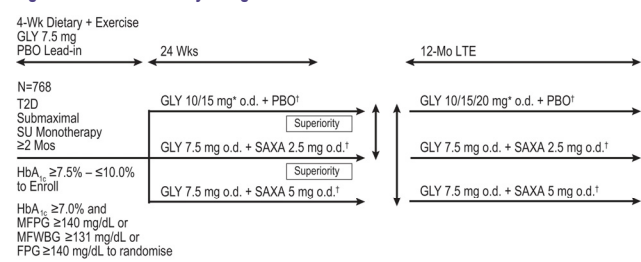 4-Wk Dietary + Exercise
GLY 7.5 mg
PBO Lead-in
24 Wks
12-Mo LTE
N=768
T2D
Submaximal
SU Monotherapy
≥2 Mos
HbA1c ≥7.5% – ≤10.0%
to Enroll
HbA1c ≥7.0% and
MFPG ≥140 mg/dL or
MFWBG ≥131 mg/dL or
FPG ≥140 mg/dL to randomise
GLY 10/15 mg* o.d. + PBO†
Superiority
GLY 7.5 mg o.d. + SAXA 2.5 mg o.d.†
Superiority
GLY 7.5 mg o.d. + SAXA 5 mg o.d.†
GLY 10/15/20 mg* o.d. + PBO†
GLY 7.5 mg o.d. + SAXA 2.5 mg o.d.†
GLY 7.5 mg o.d. + SAXA 5 mg o.d.†